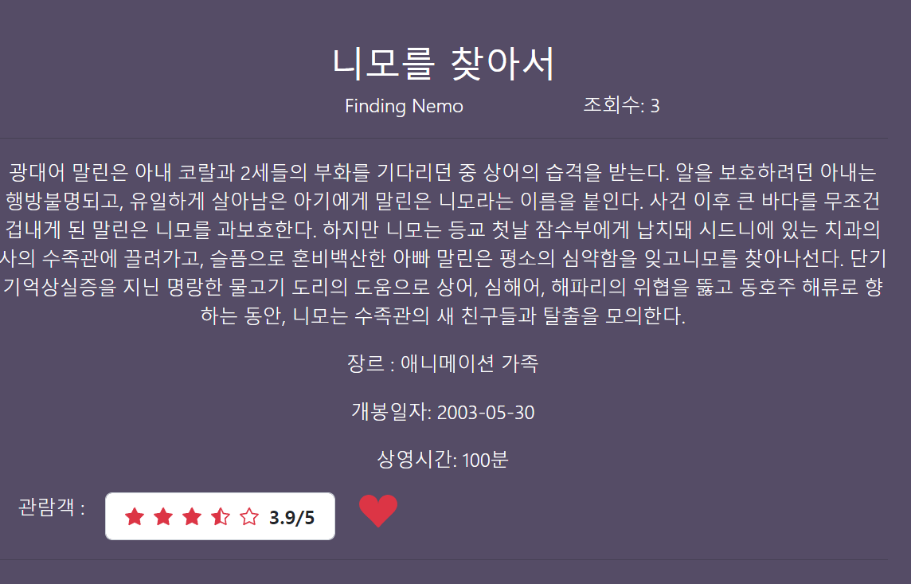 니모를 찾아서
Finding Nemo 조회수: 3
광대어 말린은 아내 코랄과 2세들의 부화를 기다리던 중 상어의 습격을 받는다. 알을 보호하려던 아내는
행방불명되고, 유일하게 살아남은 아기에게 말린은 니모라는 이름을 붙인다. 사건 이후 큰 바다를 무조건
겁내게 된 말린은 니모를 과보호한다. 하지만 니모는 등교 첫날 잠수부에게 납치돼 시드니에 있는 치과의
사의 수족관에 끌려가고, 슬픔으로 혼비백산한 아빠 말린은 평소의 심약함을 잊고니모를 찾아나선다. 단기
기억상실증을 지닌 명랑한 물고기 도리의 도움으로 상어, 심해어, 해파리의 위협을 뚫고 동호주 해류로 향
하는 동안, 니모는 수족관의 새 친구들과 탈출을 모의한다.
장르 : 애니메이션 가족
개봉일자: 2003-05-30
상영시간: 100분
관람객 : 3.9/5